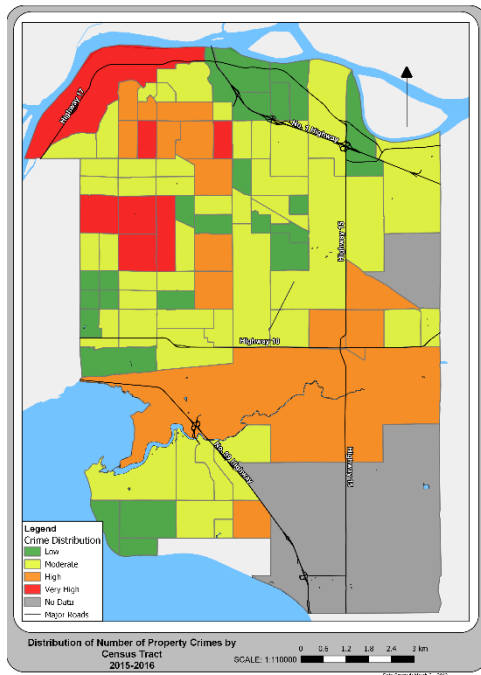 Highway 17
No. 1 Highway
Highway 15
Highway 10
No. 99 Highway
Highway 15
Legend
Crime Distribution
Low
Moderate
High
Very High
No Data
Major Roads
Distribution of Number of Property Crimes by
Census Tract
2015-2016
SCALE: 1:110000
0 0.6 1.2 1.8 2.4 3 km